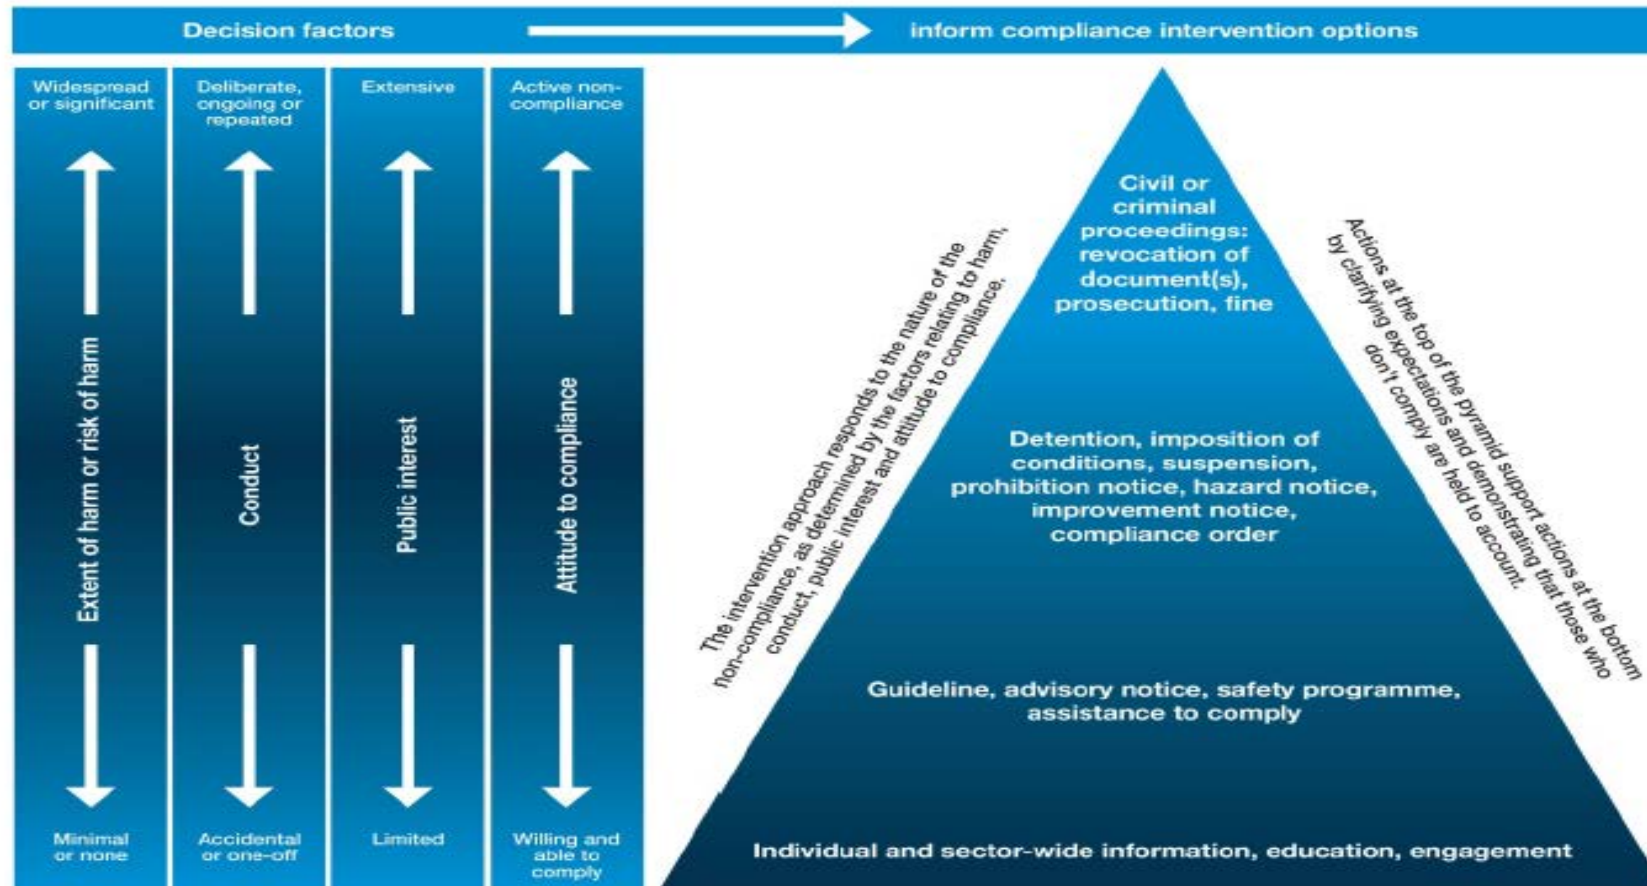 Decision factors
inform compliance intervention options
Widespread
or significant
Extent of harm or risk of harm
Minimal
or none
Deliberate,
ongoing or
repeated
Conduct
Accidental
or one-off
Extensive
Public interest
Limited
Active non-
compliance
Attitude to compliance
Willing and
able to
comply
The intervention approach responds to the nature of the
non-compliance, as determined by the factors relating to harm,
conduct, public interest and attitude to compliance.
Civil or
criminal
proceedings:
revocation of
document(s),
prosecution, fine
Detention, imposition of
conditions, suspension,
prohibition notice, hazard notice,
improvement notice,
compliance order
Guideline, advisory notice, safety programme,
assistance to comply
Individual and sector-wide information, education, engagement
Actions at the top of the pyramid support actions at the bottom
by clarifying expectations and demonstrating that those who
don't comply are held to account.